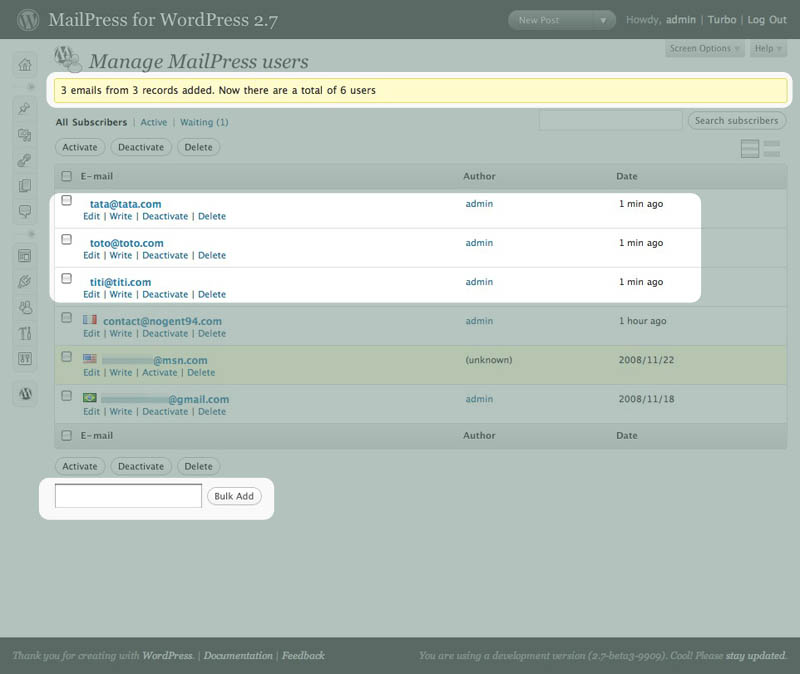 MailPress for WordPress 2.7
New Post Howdy, admin | Turbo | Log Out
Screen Options Help
Manage MailPress users
3 emails from 3 records added. Now there are a total of 6 users
All Subscribers | Active | Waiting (1) Search subscribers
Activate Deactivate Delete
E-mail Author Date
tata@tata.com admin 1 min ago
Edit | Write | Deactivate | Delete
toto@toto.com admin 1 min ago
Edit | Write | Deactivate | Delete
titi@titi.com admin 1 min ago
Edit | Write | Deactivate | Delete
contact@nogent94.com admin 1 hour ago
Edit | Write | Deactivate | Delete
@msn.com (unknown) 2008/11/22
Edit | Write | Activate | Delete
@gmail.com admin 2008/11/18
Edit | Write | Deactivate | Delete
E-mail Author Date
Activate Deactivate Delete
Bulk Add
Thank you for creating with WordPress. | Documentation | Feedback You are using a development version (2.7-beta3-9909). Cool! Please stay updated.